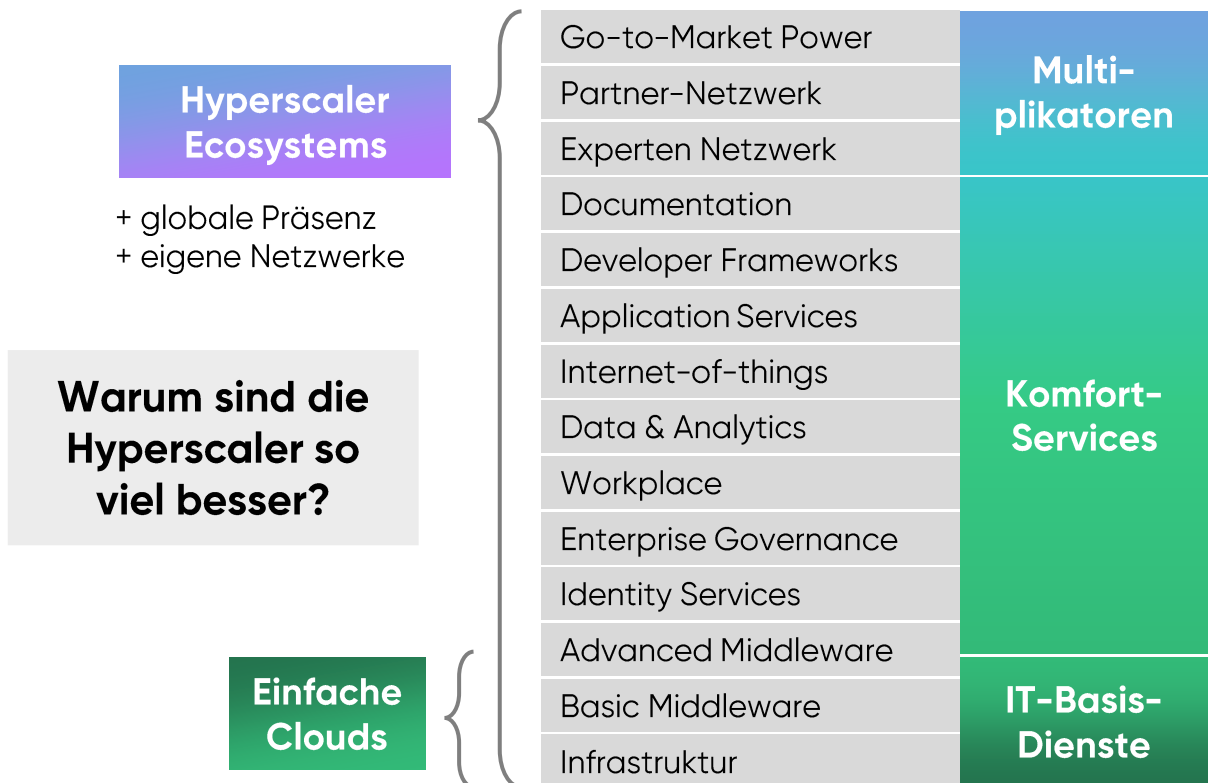 Hyperscaler
Ecosystems
+ globale Präsenz
+ eigene Netzwerke
Warum sind die
Hyperscaler so
viel besser?
Einfache
Clouds
Go-to-Market Power
Partner-Netzwerk
Experten Netzwerk
Documentation
Developer Frameworks
Application Services
Internet-of-things
Data & Analytics
Workplace
Enterprise Governance
Identity Services
Advanced Middleware
Basic Middleware
Infrastruktur
Multi-
plikatoren
Komfort-
Services
IT-Basis-
Dienste